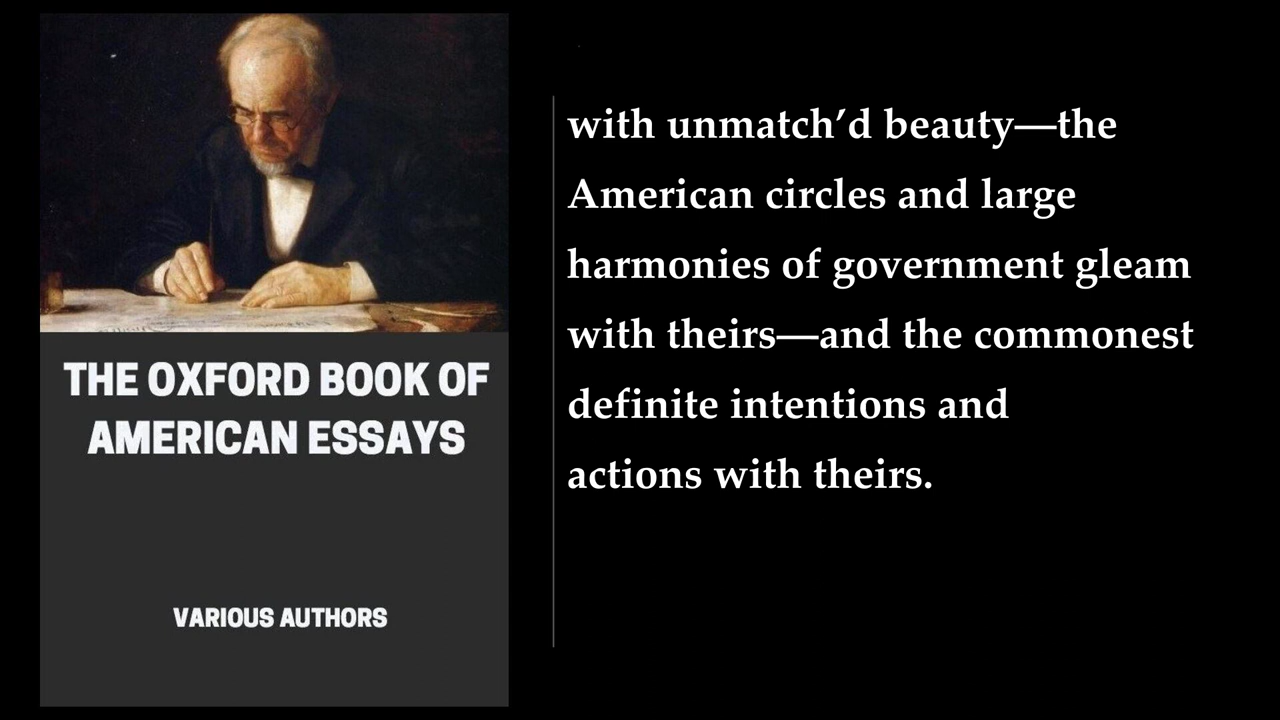 THE OXFORD BOOK OF
AMERICAN ESSAYS
VARIOUS AUTHORS
with unmatch’d beauty—the
American circles and large
harmonies of government gleam
with theirs—and the commonest
definite intentions and
actions with theirs.